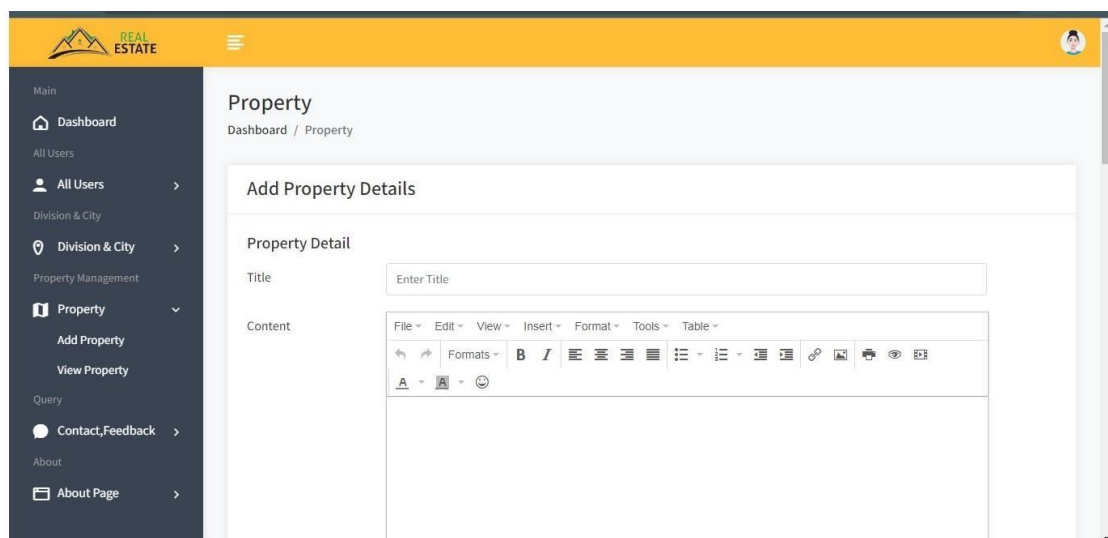 REAL
ESTATE
Main
Dashboard
All Users
All Users
Division & City
Division & City
Property Management
Property
Add Property
View Property
Query
Contact,Feedback
About
About Page
Property
Dashboard / Property
Add Property Details
Property Detail
Title
Enter Title
Content
File Edit View Insert Format Tools Table
Formats B I
A A